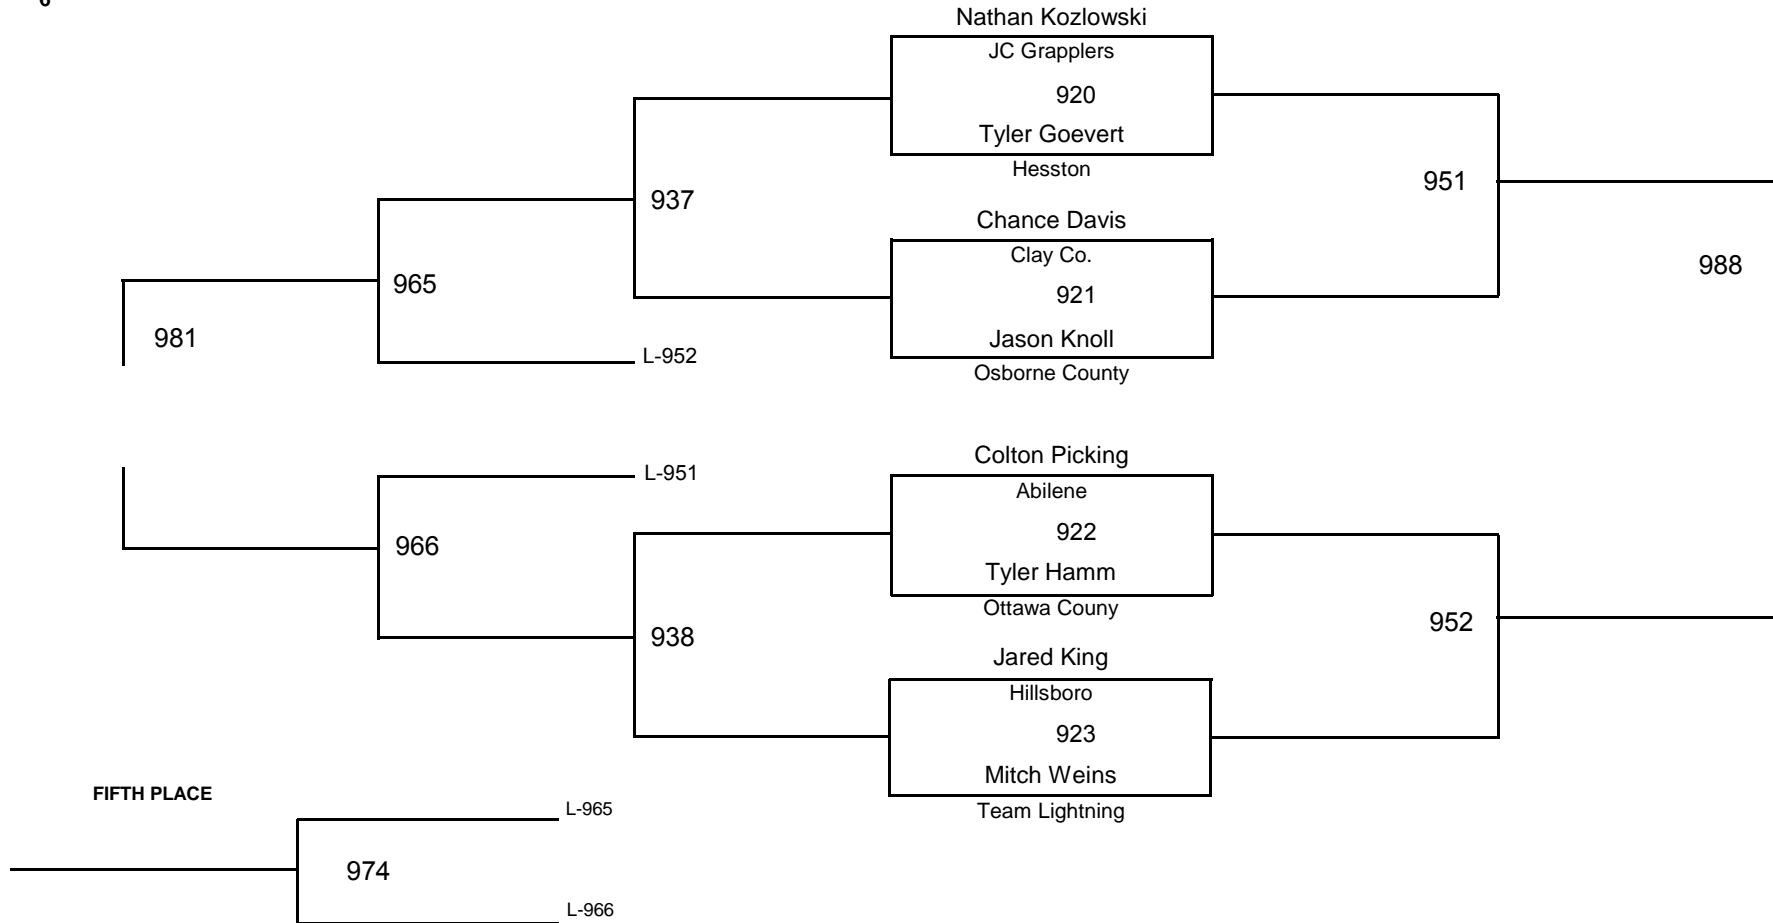 6
Nathan Kozlowski
JC Grapplers
920
Tyler Goevert
Hesston
951
937
Chance Davis
Clay Co.
988
965
921
981
Jason Knoll
L-952
Osborne County
Colton Picking
L-951
Abilene
922
966
Tyler Hamm
Ottawa Couny
952
938
Jared King
Hillsboro
923
Mitch Weins
FIFTH PLACE
L-965
Team Lightning
974
L-966